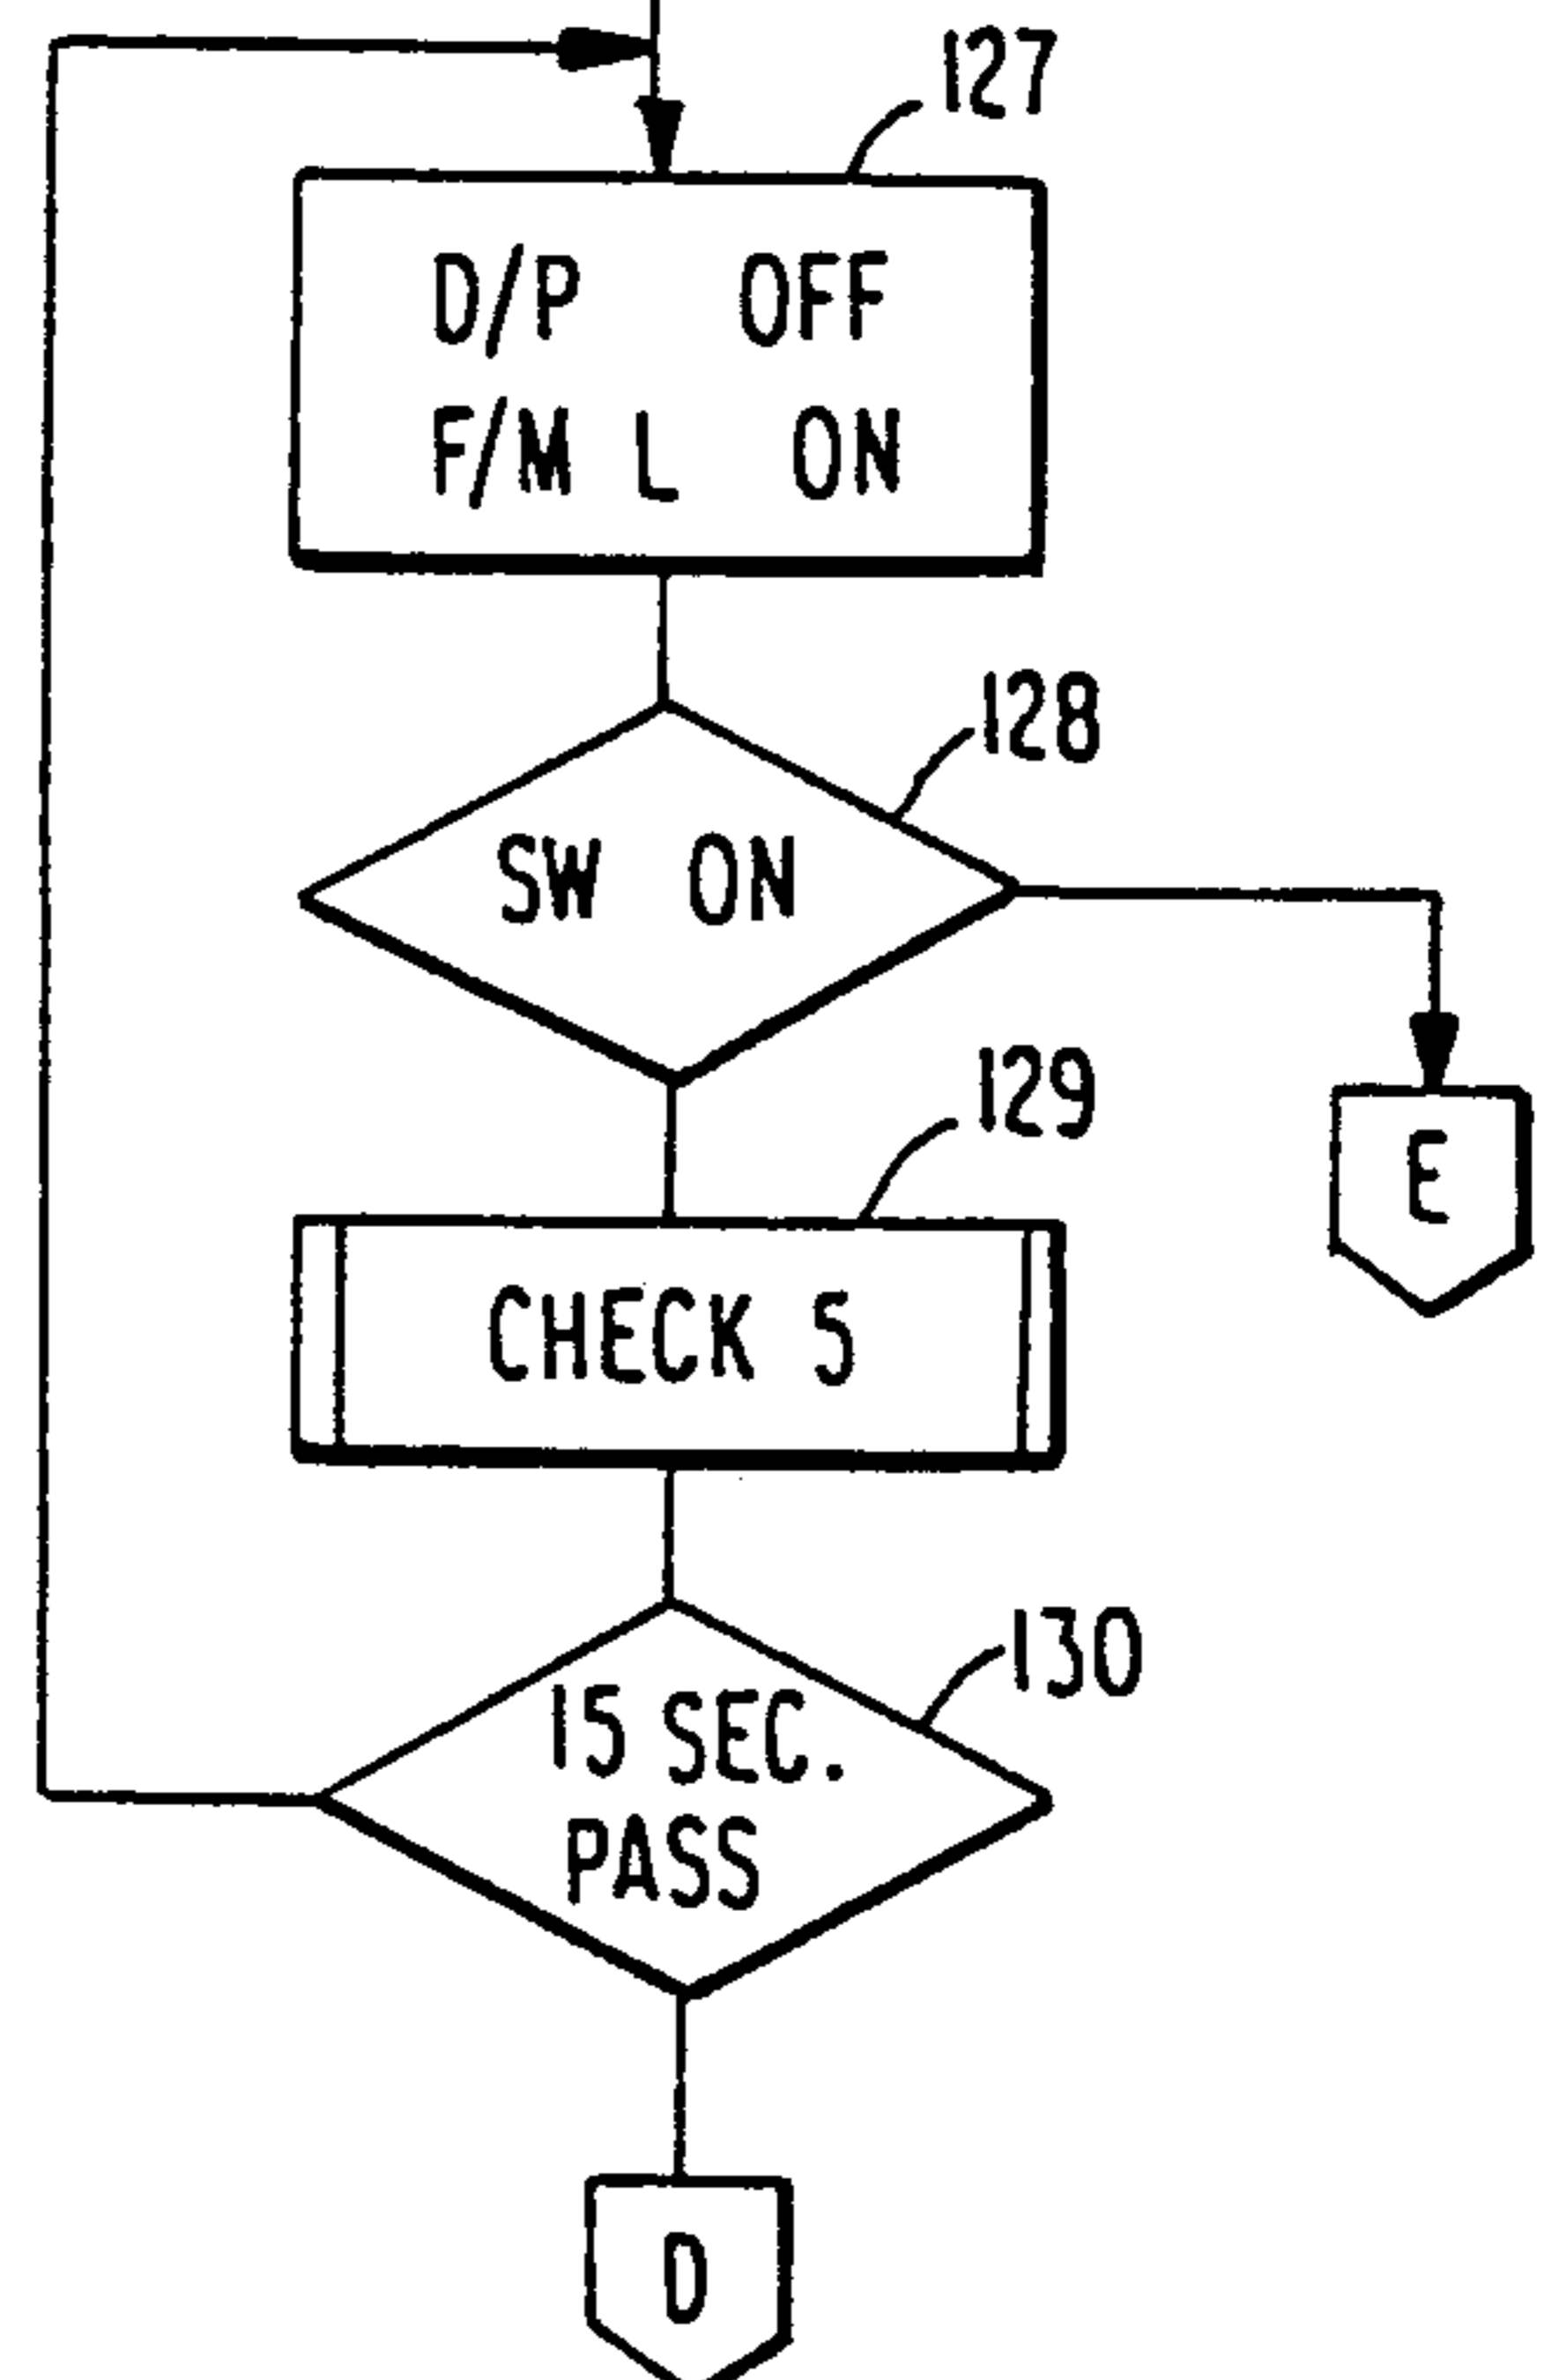 127
D/P OFF
F/M L ON
128
SW ON
129
E
CHECK 5
130
15 SEC.
PASS
D